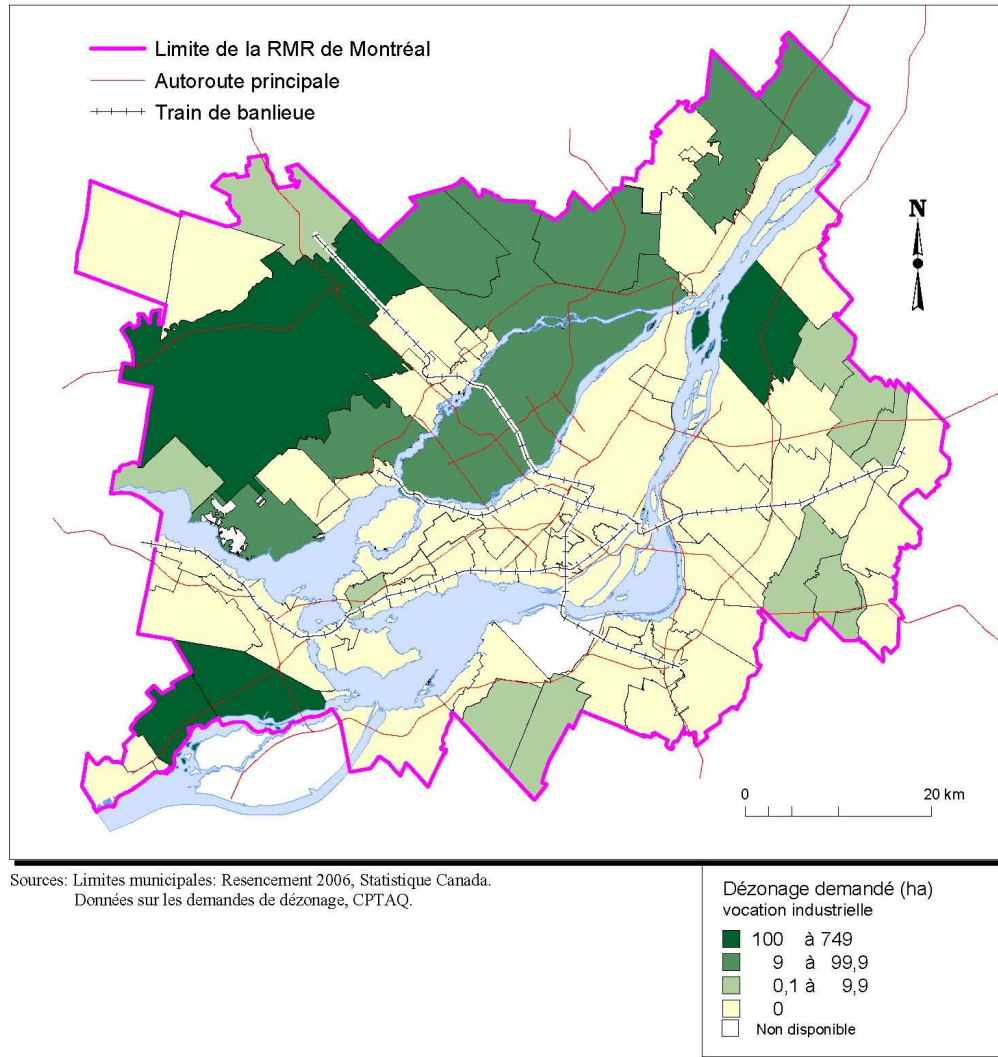 Limite de la RMR de Montréal
Autoroute principale
Train de banlieue
N
0 20 km
Sources: Limites municipales: Resencement 2006, Statistique Canada.
Données sur les demandes de dézonage, CPTAQ.
Dézonage demandé (ha)
vocation industrielle
100 à 749
9 à 99,9
0,1 à 9,9
0
Non disponible